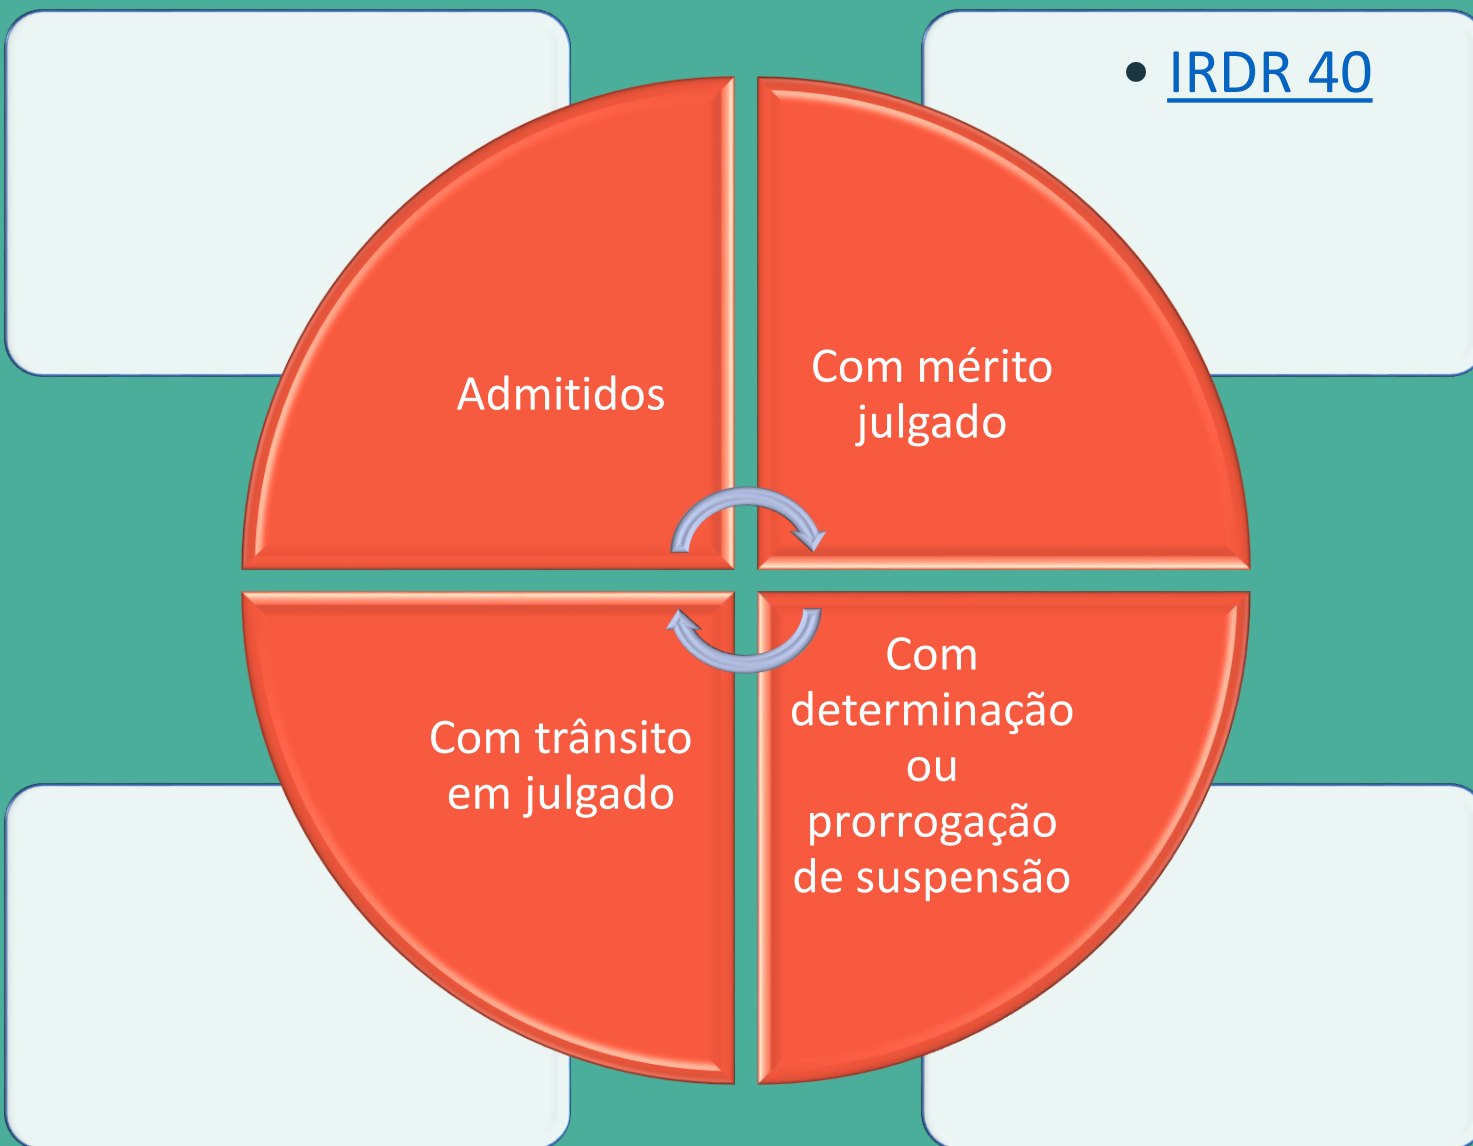 • IRDR 40
Admitidos
Com mérito
julgado
Com trânsito
em julgado
Com
determinação
ou
prorrogação
de suspensão